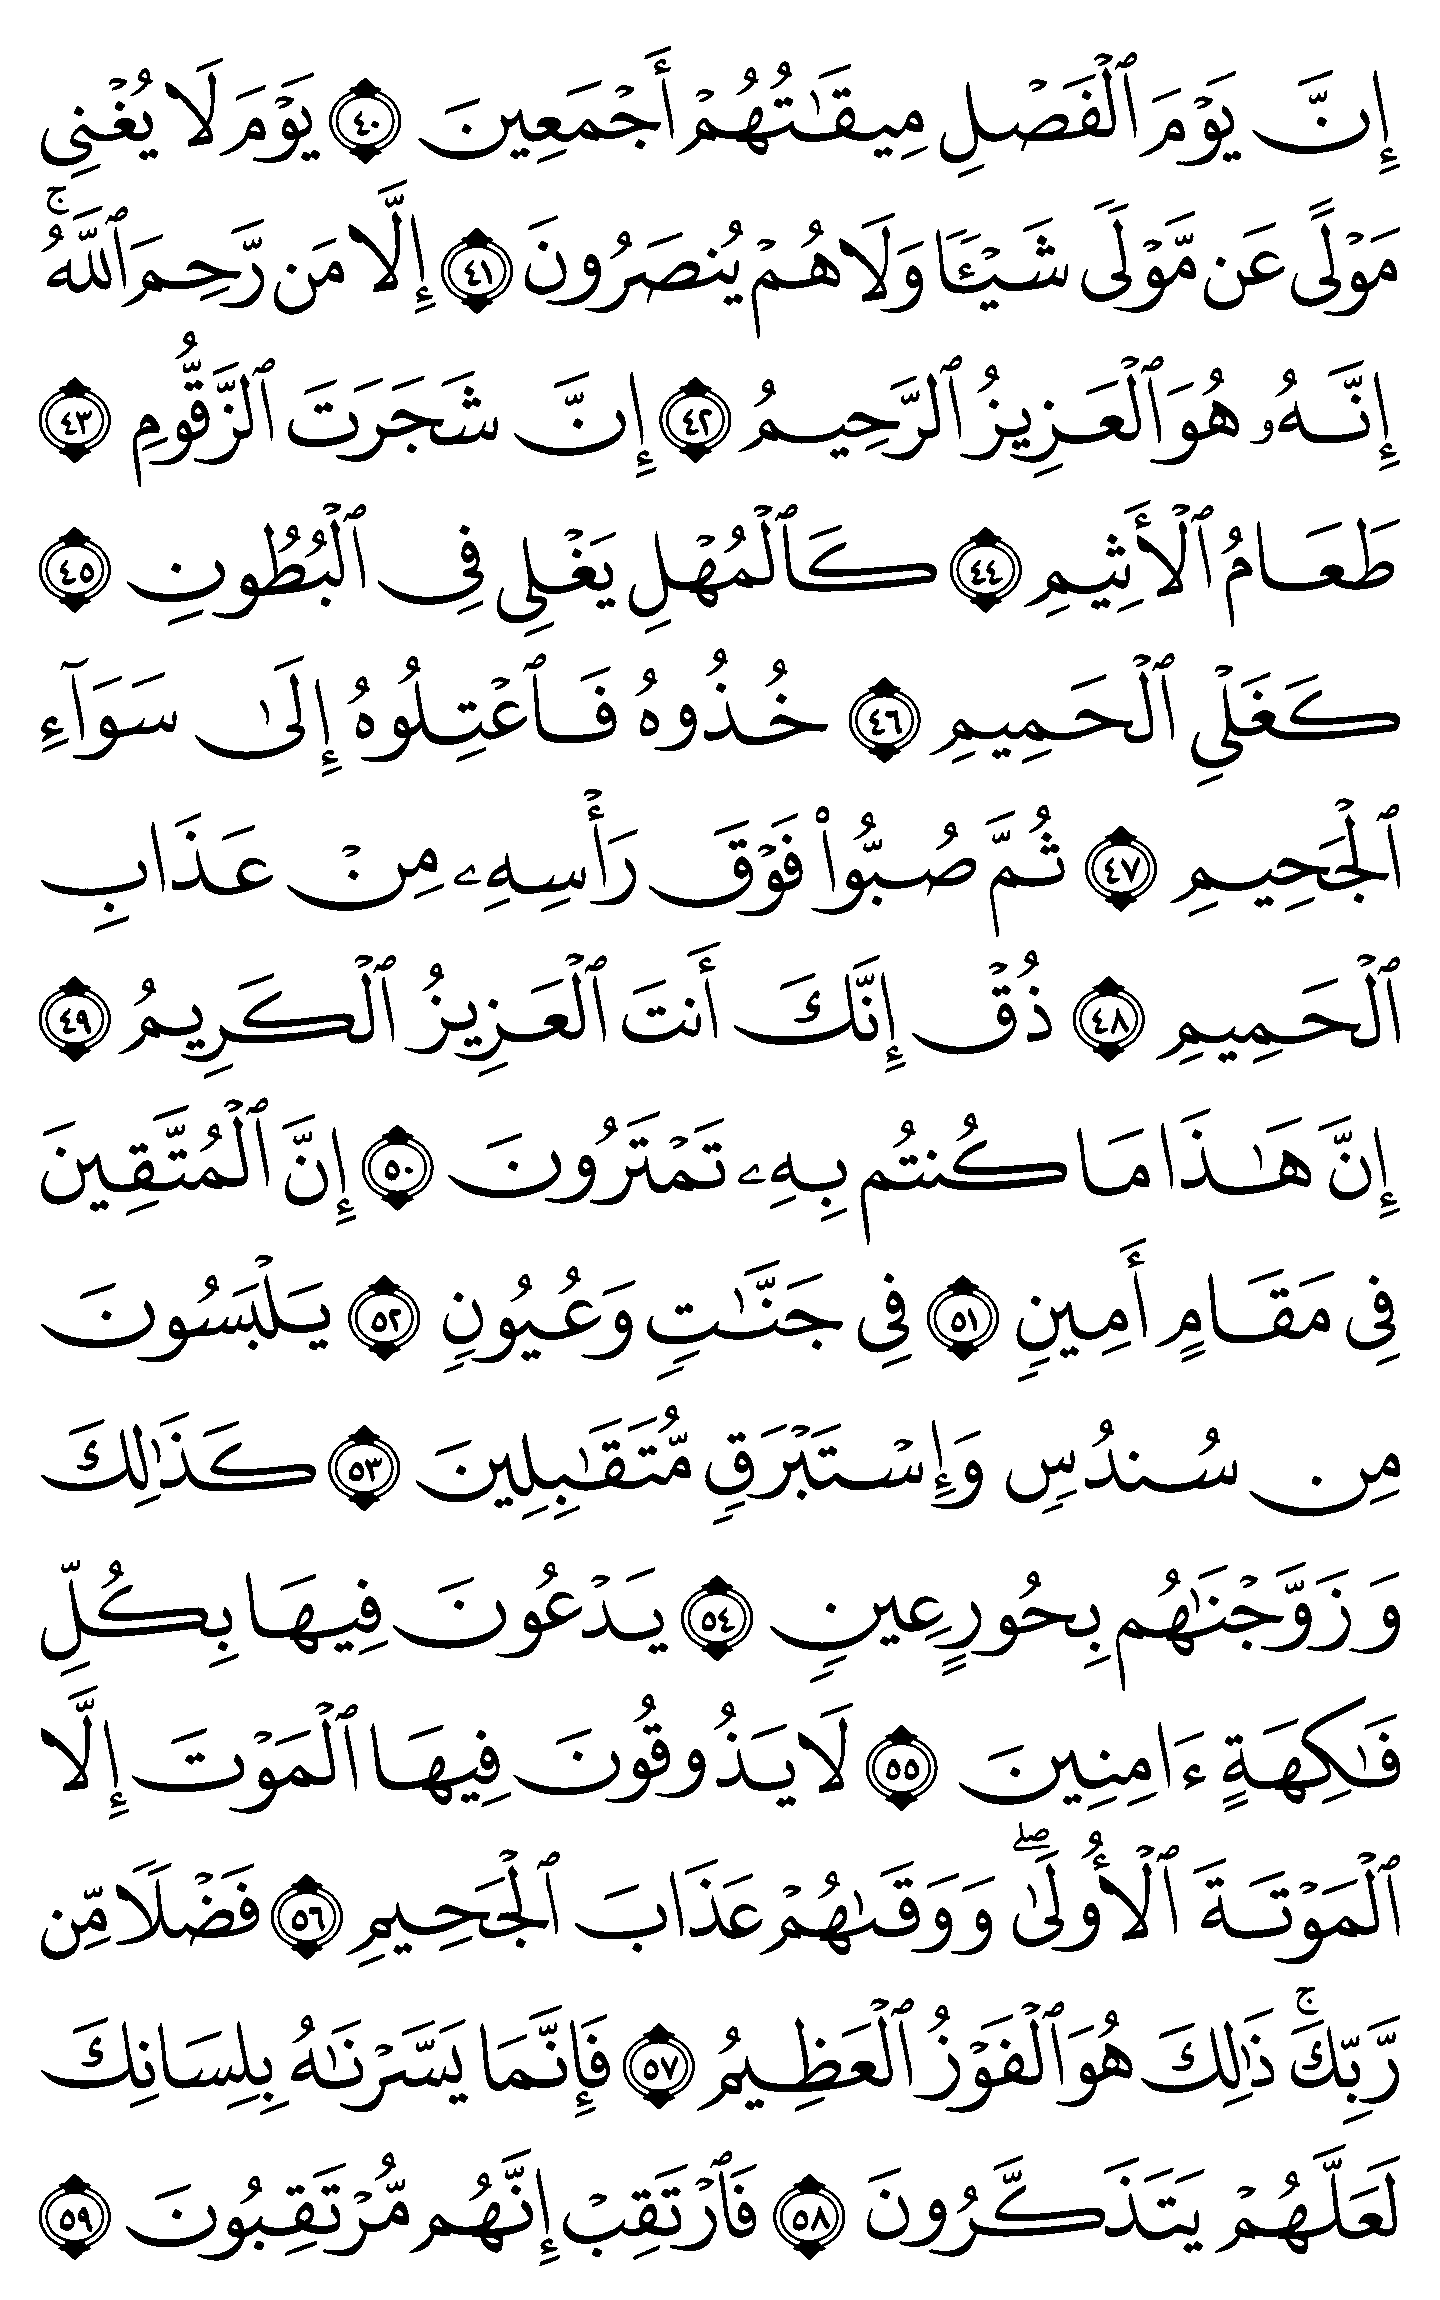 إِنَّ يَوۡمَ ٱلۡفَصۡلِ مِيقَٰتُهُمۡ أَجۡمَعِينَ ٤٠ يَوۡمَ لَا يُغۡنِي
مَوۡلًى عَن مَّوۡلٗى شَيۡـٔٗا وَلَا هُمۡ يُنصَرُونَ ٤١ إِلَّا مَن رَّحِمَ ٱللَّهُۚ
إِنَّهُۥ هُوَ ٱلۡعَزِيزُ ٱلرَّحِيمُ ٤٢ إِنَّ شَجَرَتَ ٱلزَّقُّومِ ٤٣
طَعَامُ ٱلۡأَثِيمِ ٤٤ كَٱلۡمُهۡلِ يَغۡلِي فِي ٱلۡبُطُونِ ٤٥
كَغَلۡيِ ٱلۡحَمِيمِ ٤٦ خُذُوهُ فَٱعۡتِلُوهُ إِلَىٰ سَوَآءِ
ٱلۡجَحِيمِ ٤٧ ثُمَّ صُبُّواْ فَوۡقَ رَأۡسِهِۦ مِنۡ عَذَابِ
ٱلۡحَمِيمِ ٤٨ ذُقۡ إِنَّكَ أَنتَ ٱلۡعَزِيزُ ٱلۡكَرِيمُ ٤٩
إِنَّ هَٰذَا مَا كُنتُم بِهِۦ تَمۡتَرُونَ ٥٠ إِنَّ ٱلۡمُتَّقِينَ
فِي مَقَامٍ أَمِينٖ ٥١ فِي جَنَّٰتٖ وَعُيُونٖ ٥٢ يَلۡبَسُونَ
مِن سُندُسٖ وَإِسۡتَبۡرَقٖ مُّتَقَٰبِلِينَ ٥٣ كَذَٰلِكَ
وَزَوَّجۡنَٰهُم بِحُورٍ عِينٖ ٥٤ يَدۡعُونَ فِيهَا بِكُلِّ
فَٰكِهَةٍ ءَامِنِينَ ٥٥ لَا يَذُوقُونَ فِيهَا ٱلۡمَوۡتَ إِلَّا
ٱلۡمَوۡتَةَ ٱلۡأُولَىٰۖ وَوَقَىٰهُمۡ عَذَابَ ٱلۡجَحِيمِ ٥٦ فَضۡلٗا مِّن
رَّبِّكَۚ ذَٰلِكَ هُوَ ٱلۡفَوۡزُ ٱلۡعَظِيمُ ٥٧ فَإِنَّمَا يَسَّرۡنَٰهُ بِلِسَانِكَ
لَعَلَّهُمۡ يَتَذَكَّرُونَ ٥٨ فَٱرۡتَقِبۡ إِنَّهُم مُّرۡتَقِبُونَ ٥٩